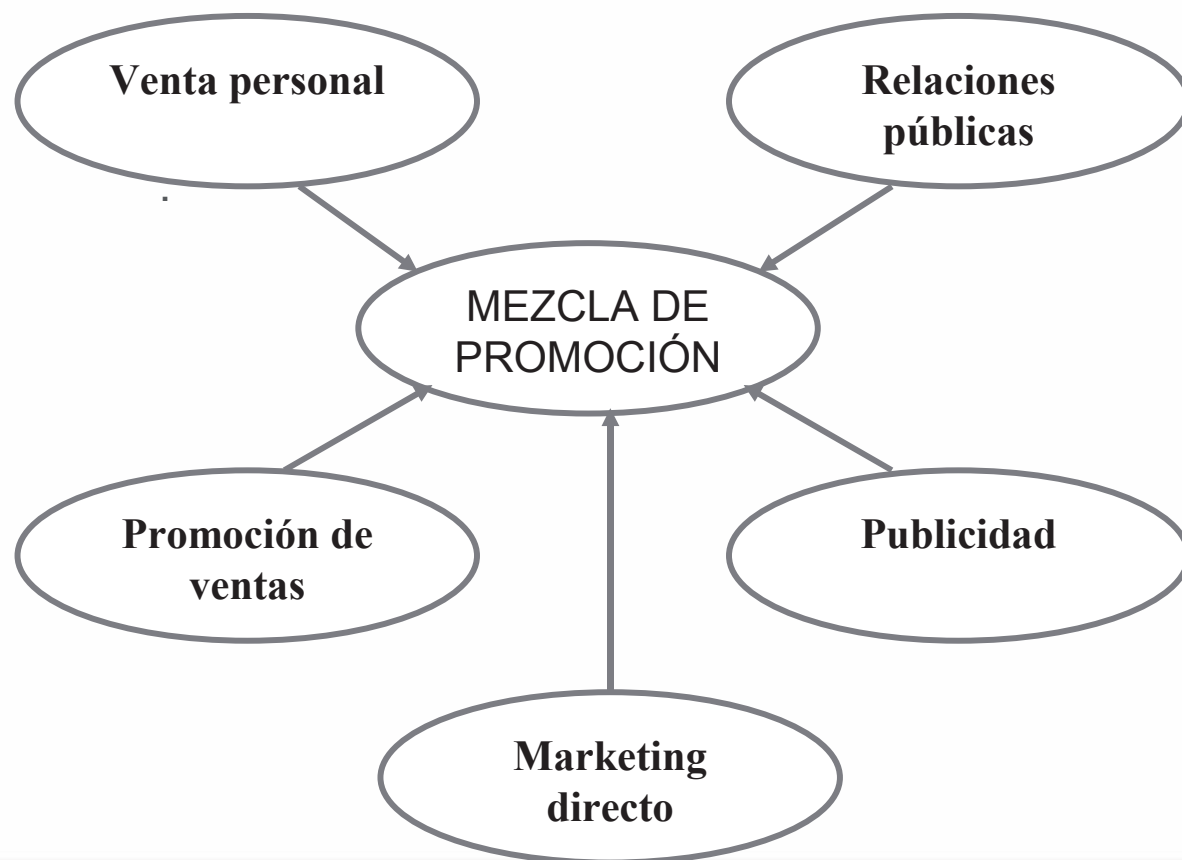 Venta personal
Relaciones
públicas
MEZCLA DE
PROMOCIÓN
Promoción de
ventas
Publicidad
Marketing
directo